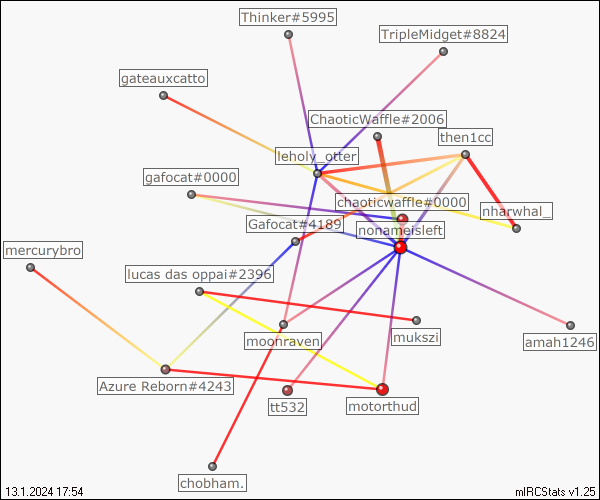 Thinker#5995
TripleMidget#8824
gateauxcatto
ChaoticWaffle#2006
then1cc
leholy_otter
gafocat#0000
chaoticwaffle#0000
nharwhal_
Gafocat#4189
nonameisleft
mercurybro
lucas das oppai#2396
moonraven
mukszi
amah1246
Azure Reborn#4243
tt532
motorthud
chobham.
13.1.2024 17:54
mIRCStats v1.25